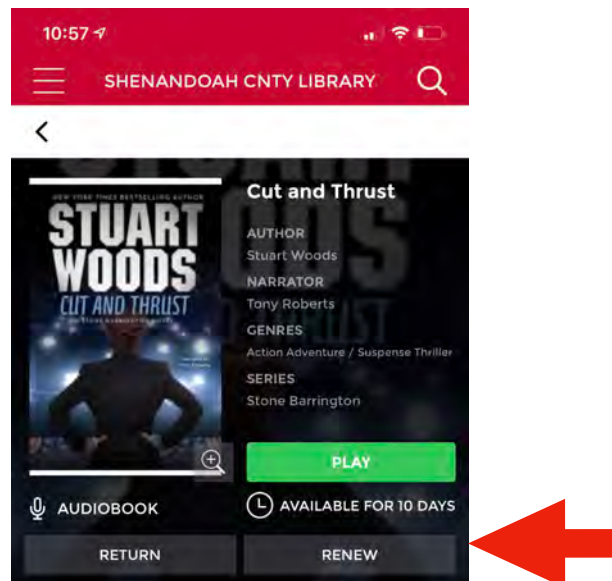 10:57
SHENANDOAH CNTY LIBRARY
NEW YORK TIMES BESTSELLING AUTHOR
STUART
WOODS
CUT AND THRUST
Cut and Thrust
AUTHOR
Stuart Woods
NARRATOR
Tony Roberts
GENRES
Action Adventure / Suspense Thriller
SERIES
Stone Barrington
PLAY
AUDIOBOOK
AVAILABLE FOR 10 DAYS
RETURN
RENEW